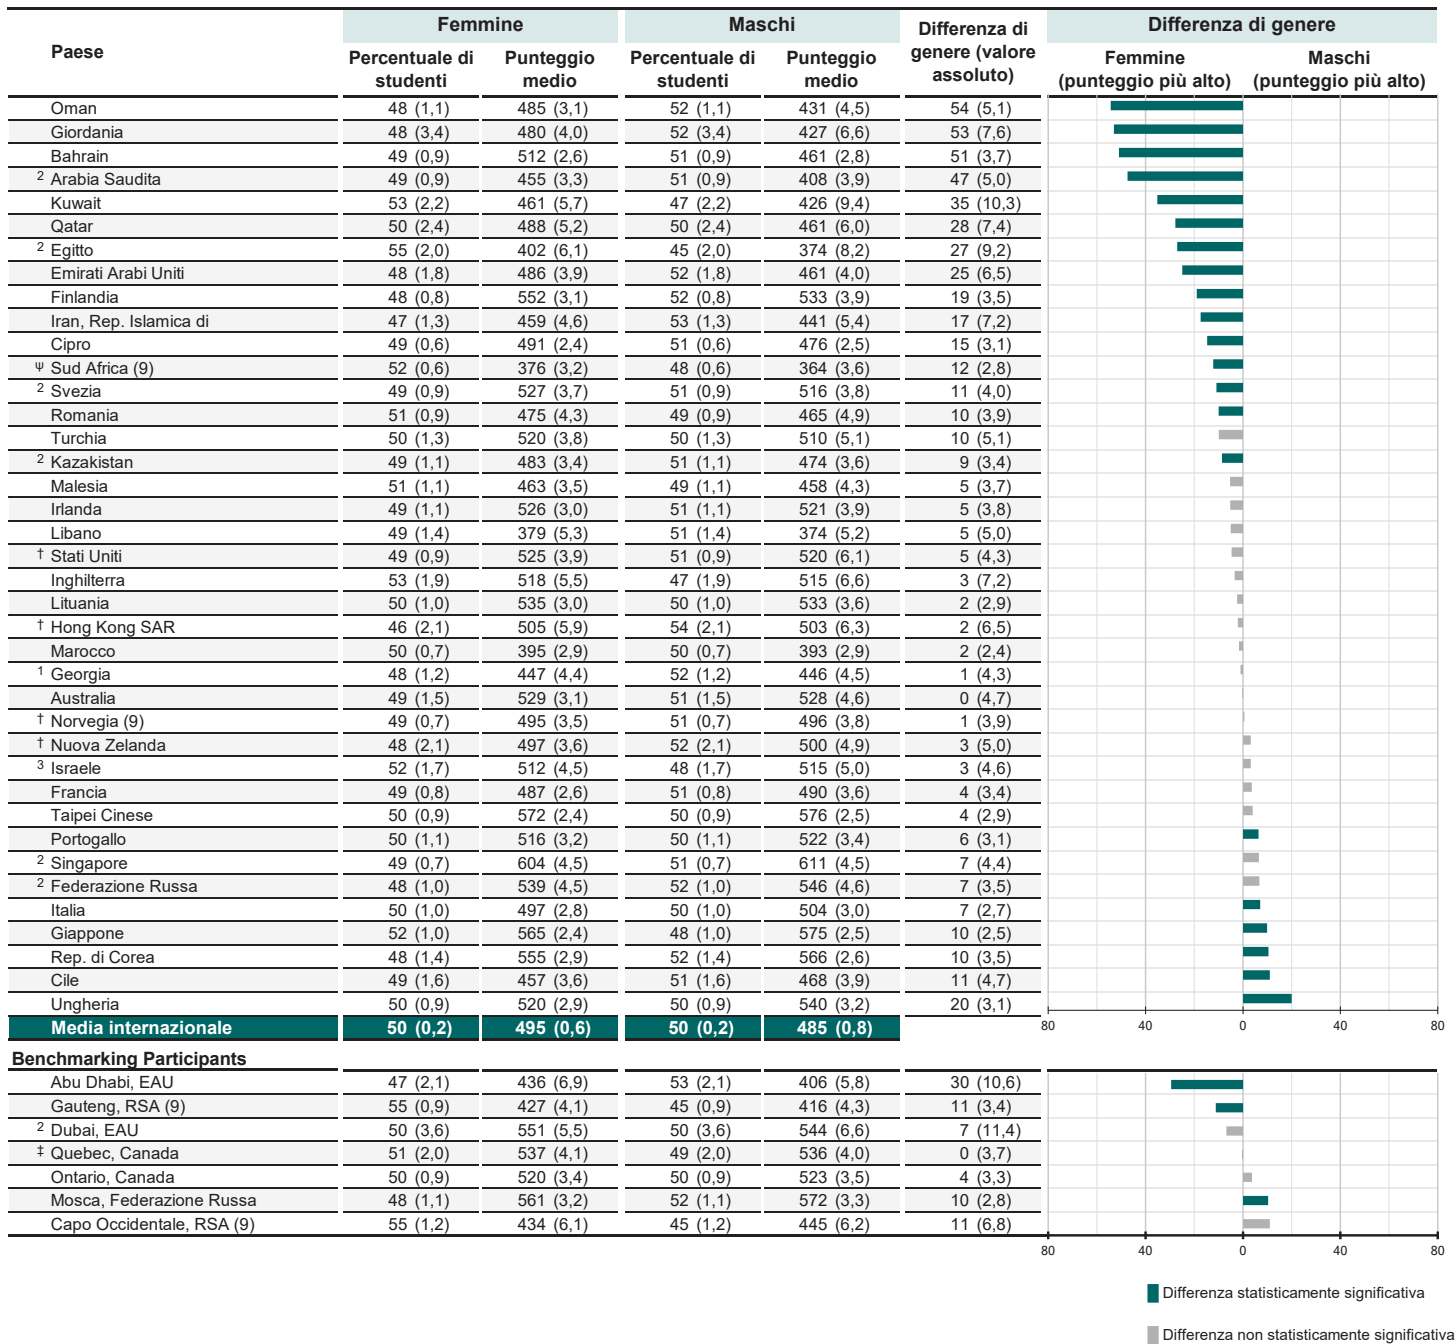 Paese
Femmine
Maschi
Differenza di genere (valore assoluto)
Differenza di genere
Percentuale di studenti
Punteggio medio
Percentuale di studenti
Punteggio medio
Femmine (punteggio più alto)
Maschi (punteggio più alto)
Oman 48 (1,1) 485 (3,1) 52 (1,1) 431 (4,5) 54 (5,1)
Giordania 48 (3,4) 480 (4,0) 52 (3,4) 427 (6,6) 53 (7,6)
Bahrain 49 (0,9) 512 (2,6) 51 (0,9) 461 (2,8) 51 (3,7)
2 Arabia Saudita 49 (0,9) 455 (3,3) 51 (0,9) 408 (3,9) 47 (5,0)
Kuwait 53 (2,2) 461 (5,7) 47 (2,2) 426 (9,4) 35 (10,3)
Qatar 50 (2,4) 488 (5,2) 50 (2,4) 461 (6,0) 28 (7,4)
2 Egitto 55 (2,0) 402 (6,1) 45 (2,0) 374 (8,2) 27 (9,2)
Emirati Arabi Uniti 48 (1,8) 486 (3,9) 52 (1,8) 461 (4,0) 25 (6,5)
Finlandia 48 (0,8) 552 (3,1) 52 (0,8) 533 (3,9) 19 (3,5)
Iran, Rep. Islamica di 47 (1,3) 459 (4,6) 53 (1,3) 441 (5,4) 17 (7,2)
Cipro 49 (0,6) 491 (2,4) 51 (0,6) 476 (2,5) 15 (3,1)
ψ Sud Africa (9) 52 (0,6) 376 (3,2) 48 (0,6) 364 (3,6) 12 (2,8)
2 Svezia 49 (0,9) 527 (3,7) 51 (0,9) 516 (3,8) 11 (4,0)
Romania 51 (0,9) 475 (4,3) 49 (0,9) 465 (4,9) 10 (3,9)
Turchia 50 (1,3) 520 (3,8) 50 (1,3) 510 (5,1) 10 (5,1)
2 Kazakistan 49 (1,1) 483 (3,4) 51 (1,1) 474 (3,6) 9 (3,4)
Malesia 51 (1,1) 463 (3,5) 49 (1,1) 458 (4,3) 5 (3,7)
Irlanda 49 (1,1) 526 (3,0) 51 (1,1) 521 (3,9) 5 (3,8)
Libano 49 (1,4) 379 (5,3) 51 (1,4) 374 (5,2) 5 (5,0)
† Stati Uniti 49 (0,9) 525 (3,9) 51 (0,9) 520 (6,1) 5 (4,3)
Inghilterra 53 (1,9) 518 (5,5) 47 (1,9) 515 (6,6) 3 (7,2)
Lituania 50 (1,0) 535 (3,0) 50 (1,0) 533 (3,6) 2 (2,9)
† Hong Kong SAR 46 (2,1) 505 (5,9) 54 (2,1) 503 (6,3) 2 (6,5)
Marocco 50 (0,7) 395 (2,9) 50 (0,7) 393 (2,9) 2 (2,4)
1 Georgia 48 (1,2) 447 (4,4) 52 (1,2) 446 (4,5) 1 (4,3)
Australia 49 (1,5) 529 (3,1) 51 (1,5) 528 (4,6) 0 (4,7)
† Norvegia (9) 49 (0,7) 495 (3,5) 51 (0,7) 496 (3,8) 1 (3,9)
† Nuova Zelanda 48 (2,1) 497 (3,6) 52 (2,1) 500 (4,9) 3 (5,0)
3 Israele 52 (1,7) 512 (4,5) 48 (1,7) 515 (5,0) 3 (4,6)
Francia 49 (0,8) 487 (2,6) 51 (0,8) 490 (3,6) 4 (3,4)
Taipei Cinese 50 (0,9) 572 (2,4) 50 (0,9) 576 (2,5) 4 (2,9)
Portogallo 50 (1,1) 516 (3,2) 50 (1,1) 522 (3,4) 6 (3,1)
2 Singapore 49 (0,7) 604 (4,5) 51 (0,7) 611 (4,5) 7 (4,4)
2 Federazione Russa 48 (1,0) 539 (4,5) 52 (1,0) 546 (4,6) 7 (3,5)
Italia 50 (1,0) 497 (2,8) 50 (1,0) 504 (3,0) 7 (2,7)
Giappone 52 (1,0) 565 (2,4) 48 (1,0) 575 (2,5) 10 (2,5)
Rep. di Corea 48 (1,4) 555 (2,9) 52 (1,4) 566 (2,6) 10 (3,5)
Cile 49 (1,6) 457 (3,6) 51 (1,6) 468 (3,9) 11 (4,7)
Ungheria 50 (0,9) 520 (2,9) 50 (0,9) 540 (3,2) 20 (3,1)
Media internazionale 50 (0,2) 495 (0,6) 50 (0,2) 485 (0,8)
80 40 0 40 80
Benchmarking Participants
Abu Dhabi, EAU 47 (2,1) 436 (6,9) 53 (2,1) 406 (5,8) 30 (10,6)
Gauteng, RSA (9) 55 (0,9) 427 (4,1) 45 (0,9) 416 (4,3) 11 (3,4)
2 Dubai, EAU 50 (3,6) 551 (5,5) 50 (3,6) 544 (6,6) 7 (11,4)
‡ Quebec, Canada 51 (2,0) 537 (4,1) 49 (2,0) 536 (4,0) 0 (3,7)
Ontario, Canada 50 (0,9) 520 (3,4) 50 (0,9) 523 (3,5) 4 (3,3)
Mosca, Federazione Russa 48 (1,1) 561 (3,2) 52 (1,1) 572 (3,3) 10 (2,8)
Capo Occidentale, RSA (9) 55 (1,2) 434 (6,1) 45 (1,2) 445 (6,2) 11 (6,8)
80 40 0 40 80
Differenza statisticamente significativa
Differenza non statisticamente significativa